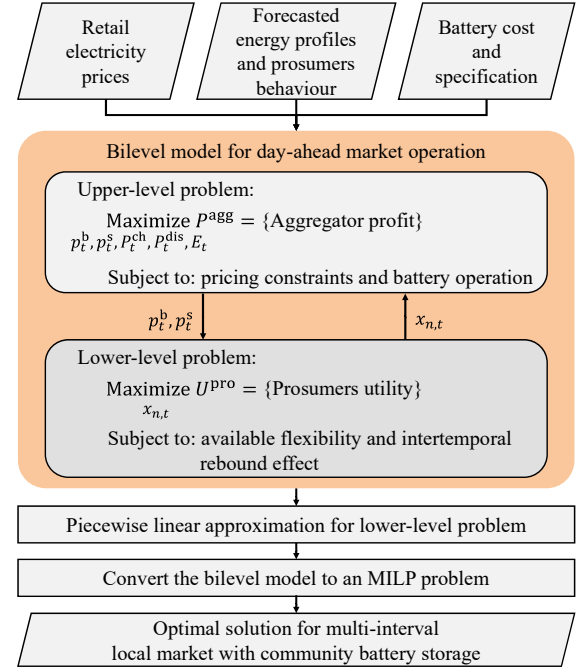 Retail
electricity
prices
Forecasted
energy profiles
and prosumers
behaviour
Battery cost
and
specification
Bilevel model for day-ahead market operation
Upper-level problem:
Maximize P^agg = {Aggregator profit}
p_t^b, p_t^s, P_t^ch, P_t^dis, E_t
Subject to: pricing constraints and battery operation
p_t^b, p_t^s
x_{n,t}
Lower-level problem:
Maximize U^pro = {Prosumers utility}
x_{n,t}
Subject to: available flexibility and intertemporal
rebound effect
Piecewise linear approximation for lower-level problem
Convert the bilevel model to an MILP problem
Optimal solution for multi-interval
local market with community battery storage